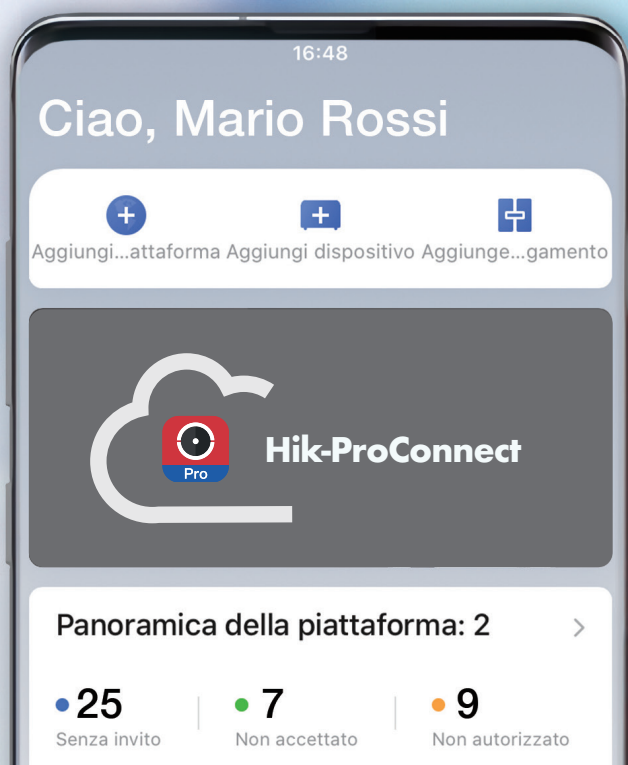 16:48
Ciao, Mario Rossi
Aggiungi...attaforma Aggiungi dispositivo Aggiunge...gamento
Pro
Hik-ProConnect
Panoramica della piattaforma: 2
25 7 9
Senza invito Non accettato Non autorizzato